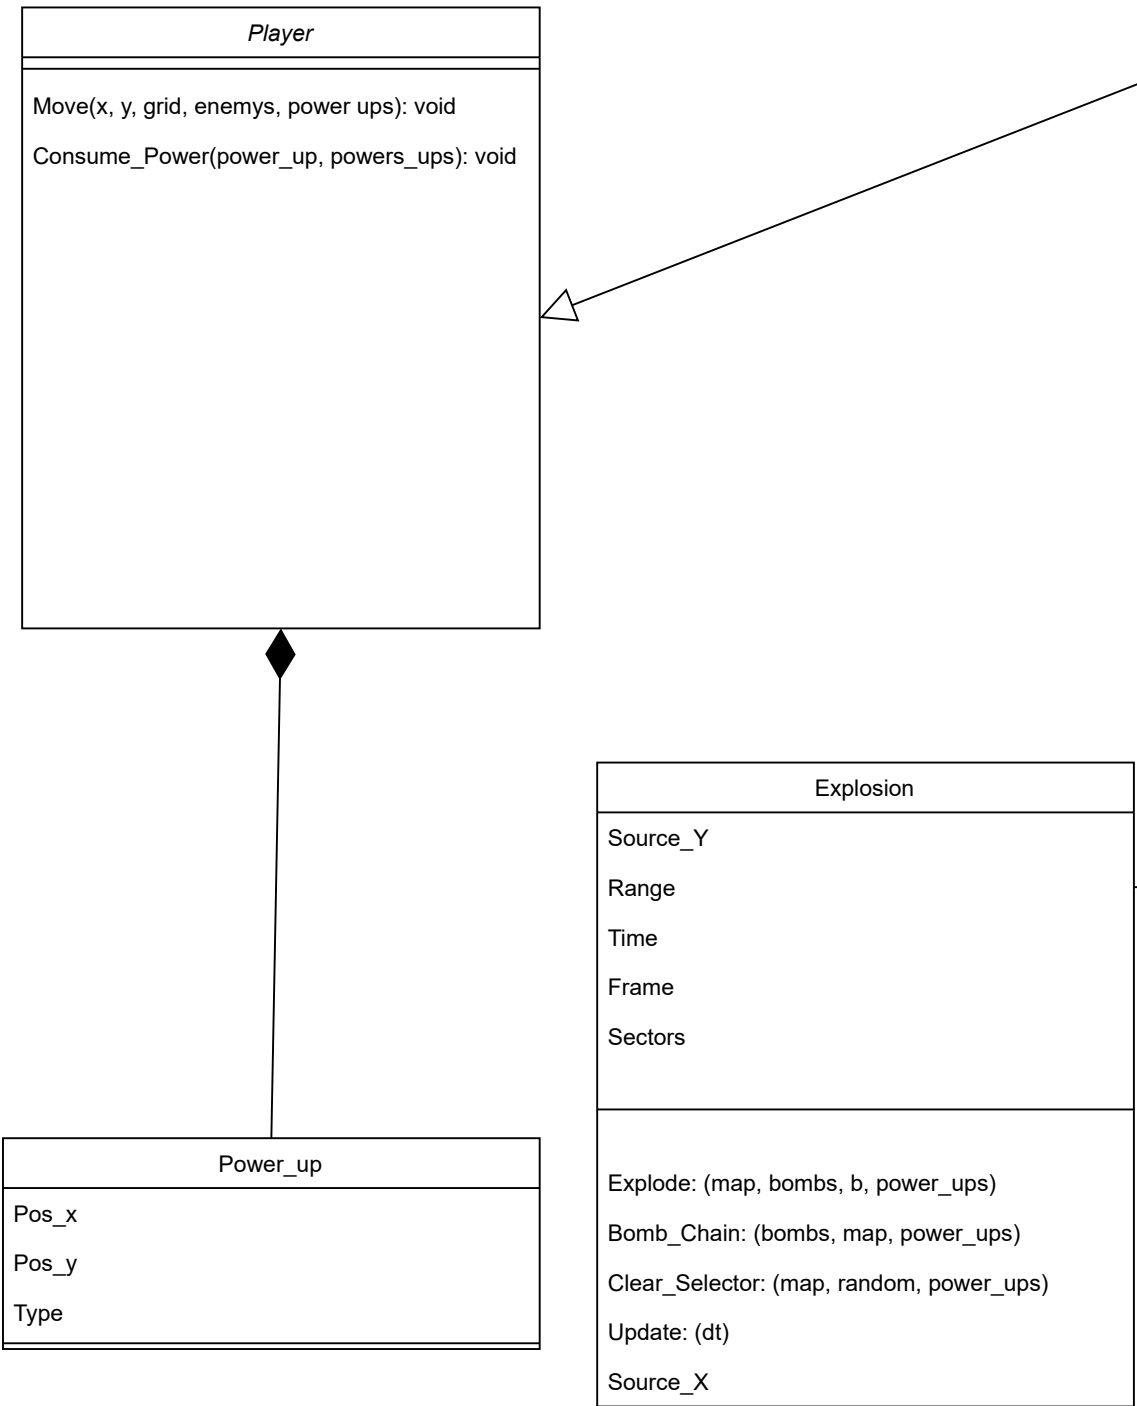 Player
Move(x, y, grid, enemys, power ups): void
Consume_Power(power_up, powers_ups): void
Explosion
Source_Y
Range
Time
Frame
Sectors
Explode: (map, bombs, b, power_ups)
Bomb_Chain: (bombs, map, power_ups)
Clear_Selector: (map, random, power_ups)
Update: (dt)
Source_X
Power_up
Pos_x
Pos_y
Type